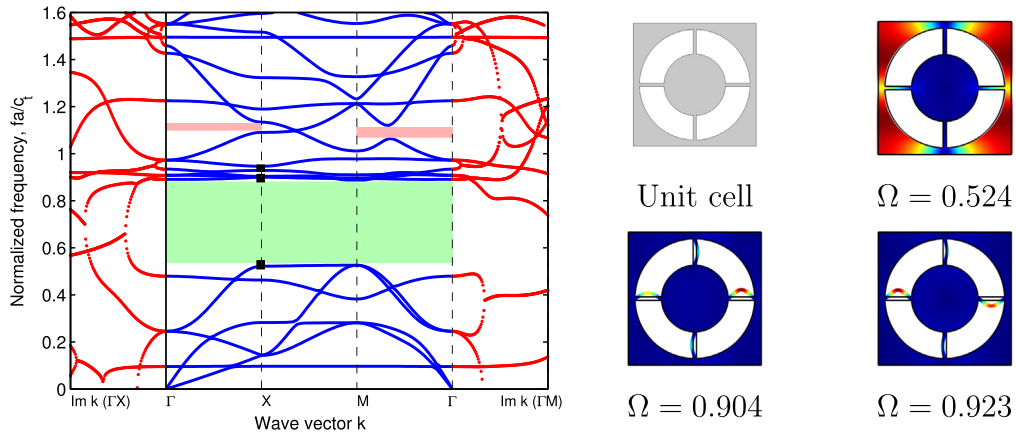 Normalized frequency, fa/c_t
1.6
1.4
1.2
1
0.8
0.6
0.4
0.2
0
Im k (ΓX) Γ X M Γ Im k (ΓM)
Wave vector k
Unit cell
Ω = 0.524
Ω = 0.904
Ω = 0.923